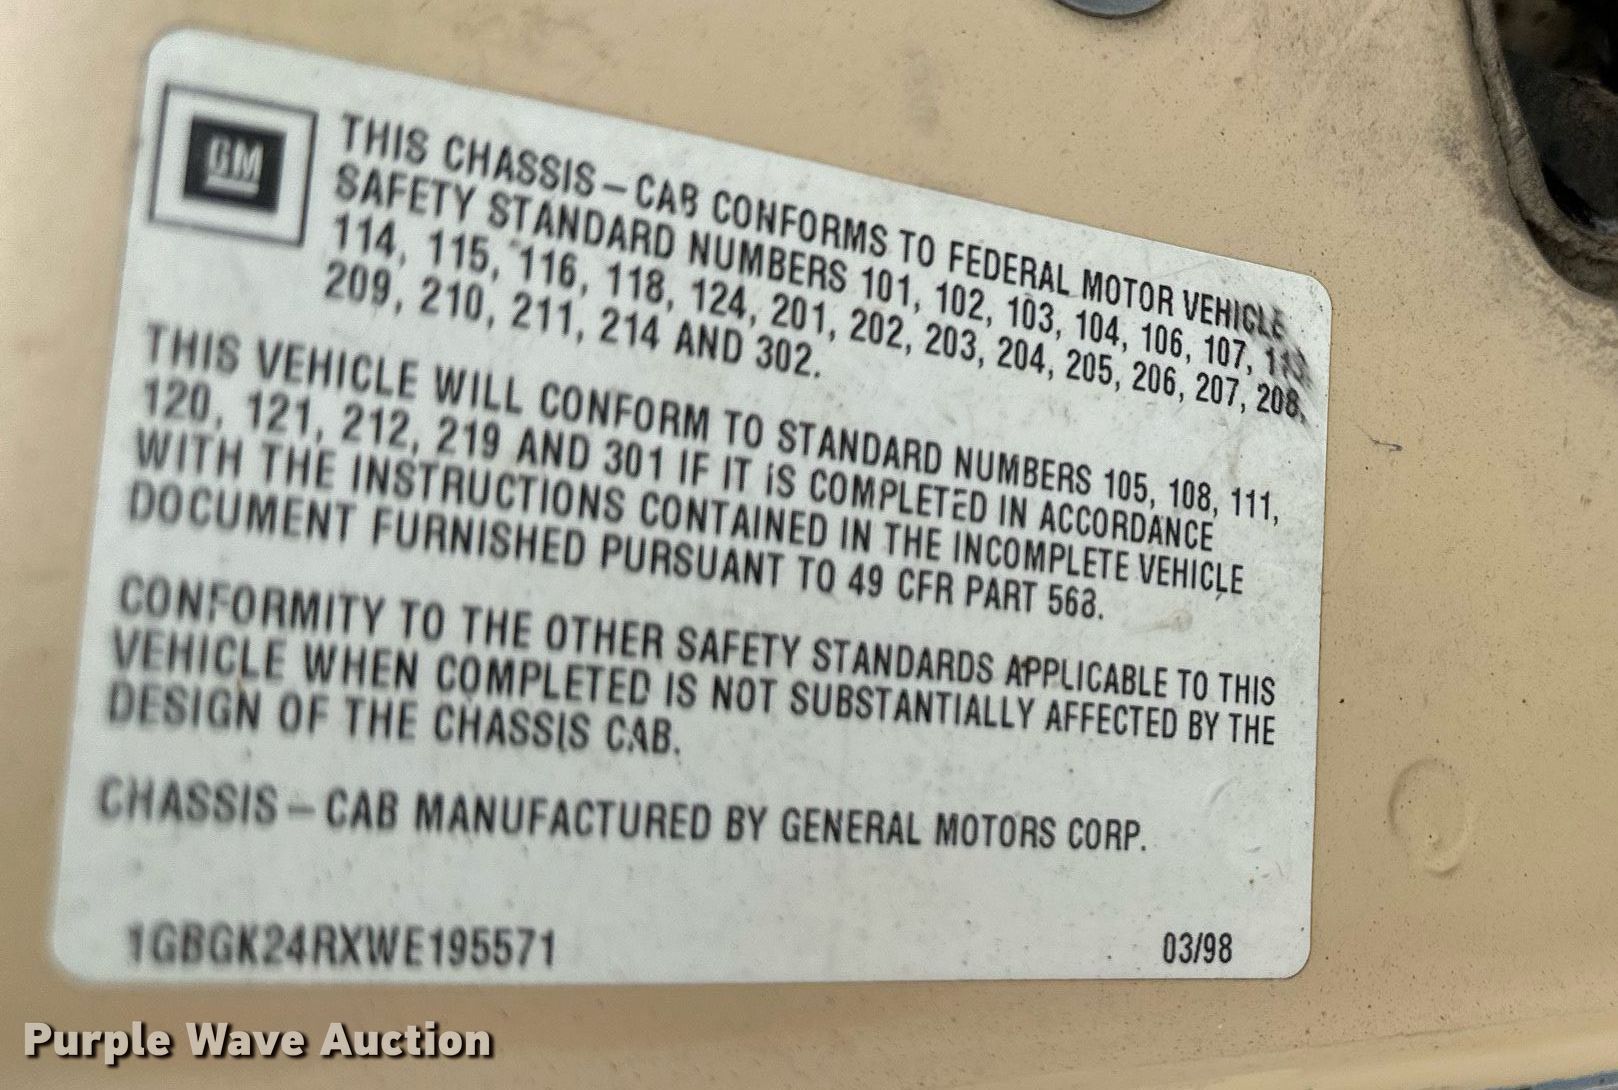 GM
THIS CHASSIS-CAB CONFORMS TO FEDERAL MOTOR VEHICLE
SAFETY STANDARD NUMBERS 101, 102, 103, 104, 106, 107, 113,
114, 115, 116, 118, 124, 201, 202, 203, 204, 205, 206, 207, 208,
209, 210, 211, 214 AND 302.
THIS VEHICLE WILL CONFORM TO STANDARD NUMBERS 105, 108, 111,
120, 121, 212, 219 AND 301 IF IT IS COMPLETED IN ACCORDANCE
WITH THE INSTRUCTIONS CONTAINED IN THE INCOMPLETE VEHICLE
DOCUMENT FURNISHED PURSUANT TO 49 CFR PART 568.
CONFORMITY TO THE OTHER SAFETY STANDARDS APPLICABLE TO THIS
VEHICLE WHEN COMPLETED IS NOT SUBSTANTIALLY AFFECTED BY THE
DESIGN OF THE CHASSIS CAB.
CHASSIS-CAB MANUFACTURED BY GENERAL MOTORS CORP.
1GBGK24RXWE195571 03/98
Purple Wave Auction